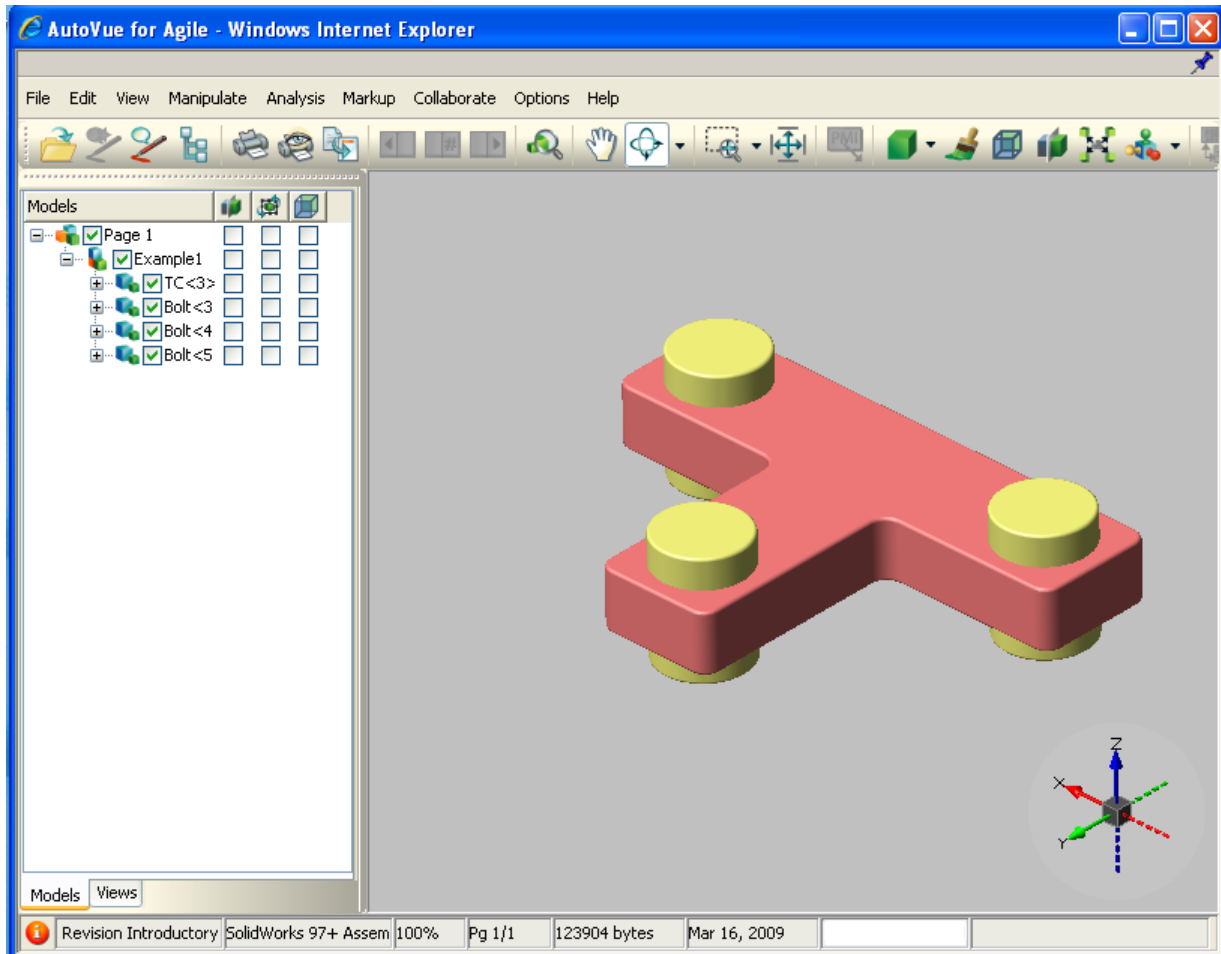 AutoVue for Agile - Windows Internet Explorer
File Edit View Manipulate Analysis Markup Collaborate Options Help
# PMI
Models
Page 1
Example1
TC<3>
Bolt<3
Bolt<4
Bolt<5
Z
X
Y
Models Views
Revision Introductory SolidWorks 97+ Assem 100% Pg 1/1 123904 bytes Mar 16, 2009